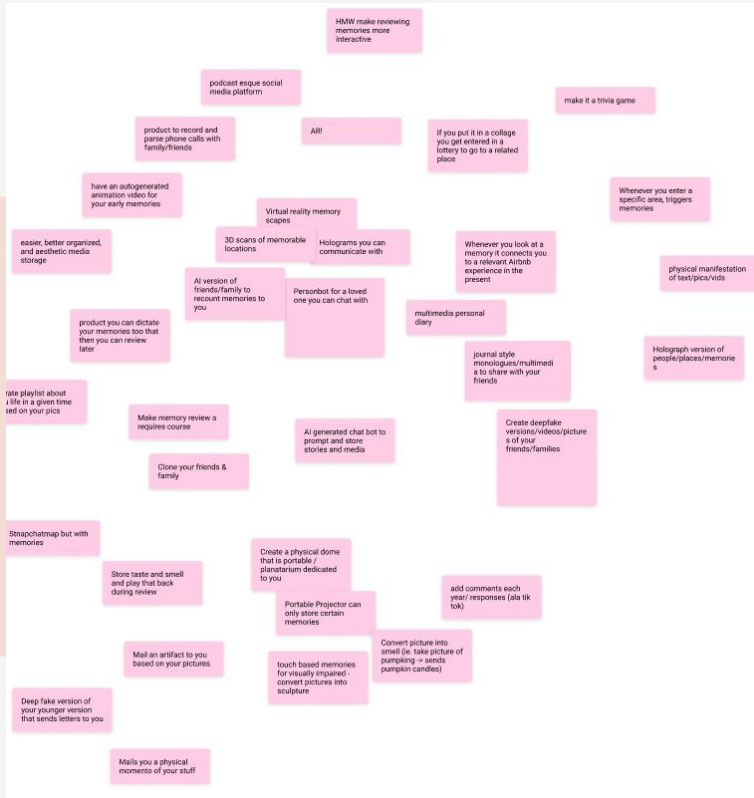 HMW make reviewing
memories more
interactive
podcast esque social
media platform
make it a trivia game
product to record and
parse phone calls with
family/friends
AR!
If you put it in a collage
you get entered in a
lottery to go to a related
place
have an autogenerated
animation video for
your early memories
Whenever you enter a
specific area, triggers
memories
Virtual reality memory
scapes
easier, better organized,
and aesthetic media
storage
3D scans of memorable
locations
Holograms you can
communicate with
Whenever you look at a
memory it connects you
to a relevant Airbnb
experience in the
present
physical manifestation
of text/pics/vids
AI version of
friends/family to
recount memories to
you
Personbot for a loved
one you can chat with
multimedia personal
diary
product you can dictate
your memories too that
then you can review
later
journal style
monologues/multimedi
a to share with your
friends
Holograph version of
people/places/memorie
s
rate playlist about
life in a given time
sed on your pics
Make memory review a
requires course
AI generated chat bot to
prompt and store
stories and media
Create deepfake
versions/videos/picture
s of your
friends/families
Clone your friends &
family
Stnapchatmap but with
memories
Create a physical dome
that is portable /
planatarium dedicated
to you
Store taste and smell
and play that back
during review
add comments each
year/ responses (ala tik
tok)
Portable Projector can
only store certain
memories
Mail an artifact to you
based on your pictures
touch based memories
for visually impaired -
convert pictures into
sculpture
Convert picture into
smell (ie. take picture of
pumpking -> sends
pumpkin candles)
Deep fake version of
your younger version
that sends letters to you
Mails you a physical
momento of your stuff